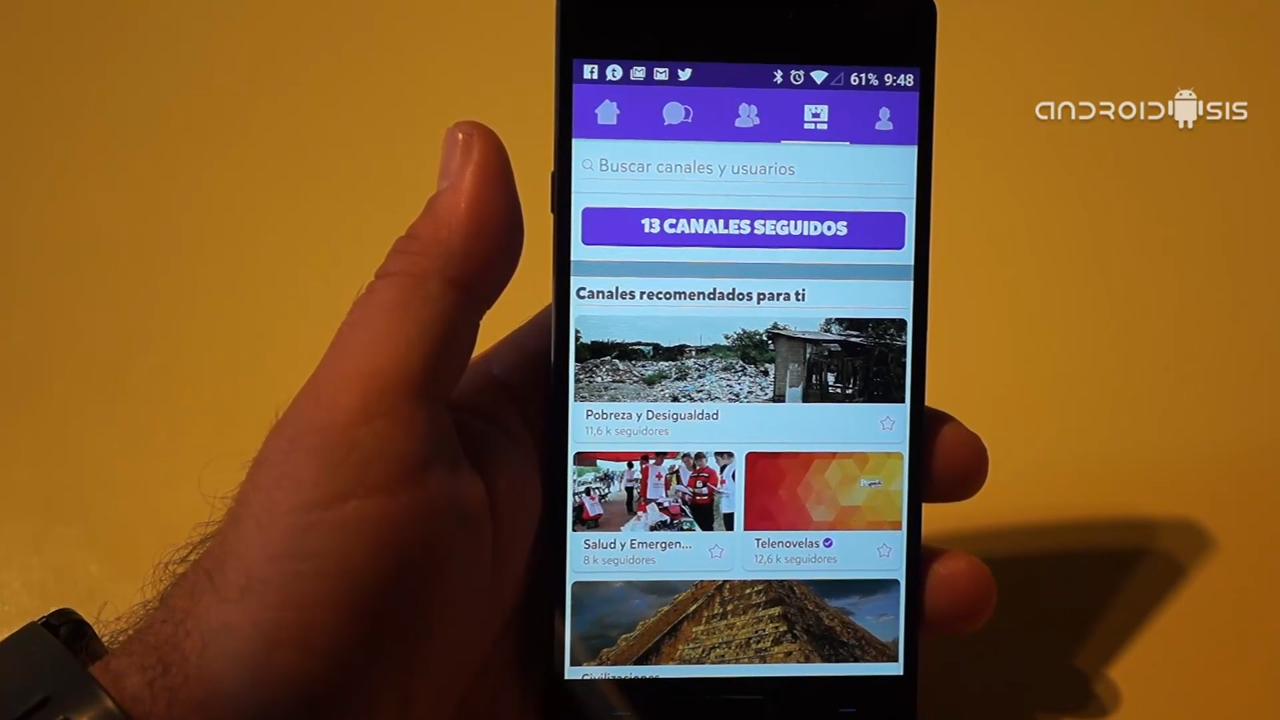 61% 9:48
ANDROIDSIS
Buscar canales y usuarios
13 CANALES SEGUIDOS
Canales recomendados para ti
Pobreza y Desigualdad
11,6 k seguidores
Salud y Emergen...
8 k seguidores
Telenovelas
12,6 k seguidores